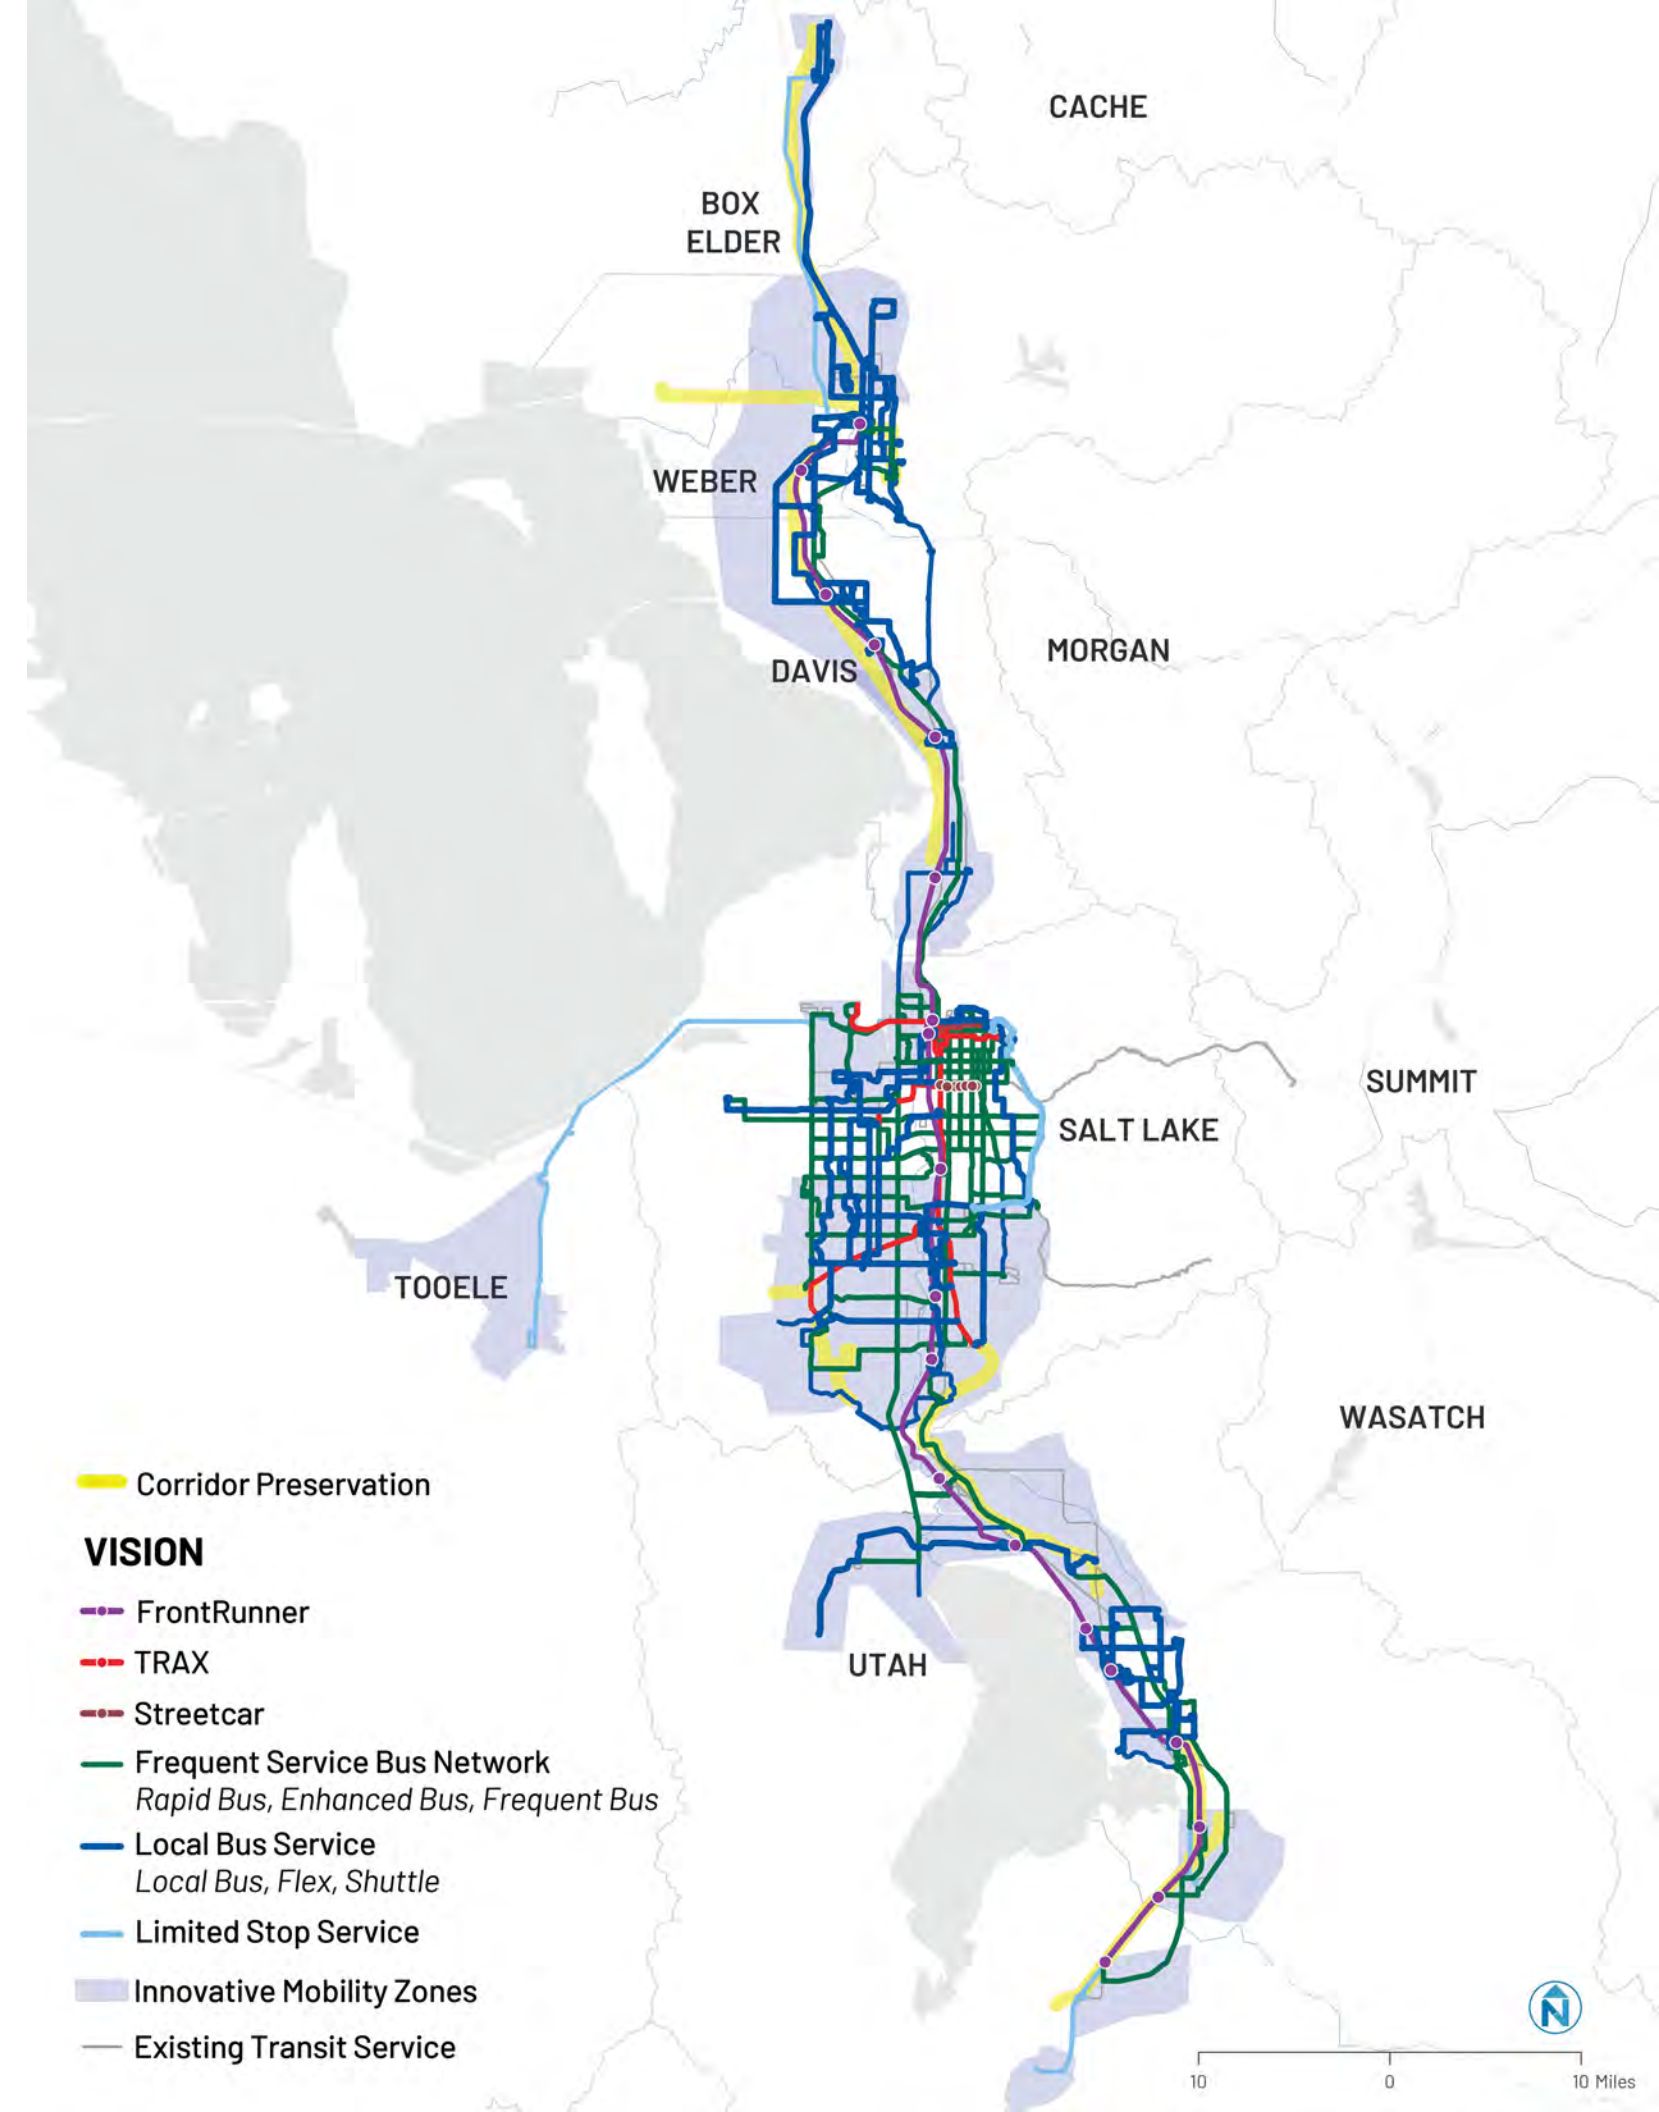 CACHE
BOX
ELDER
WEBER
MORGAN
DAVIS
SUMMIT
SALT LAKE
TOOELE
WASATCH
Corridor Preservation
VISION
FrontRunner
TRAX
Streetcar
Frequent Service Bus Network
Rapid Bus, Enhanced Bus, Frequent Bus
Local Bus Service
Local Bus, Flex, Shuttle
Limited Stop Service
Innovative Mobility Zones
Existing Transit Service
UTAH
N
10 0 10 Miles